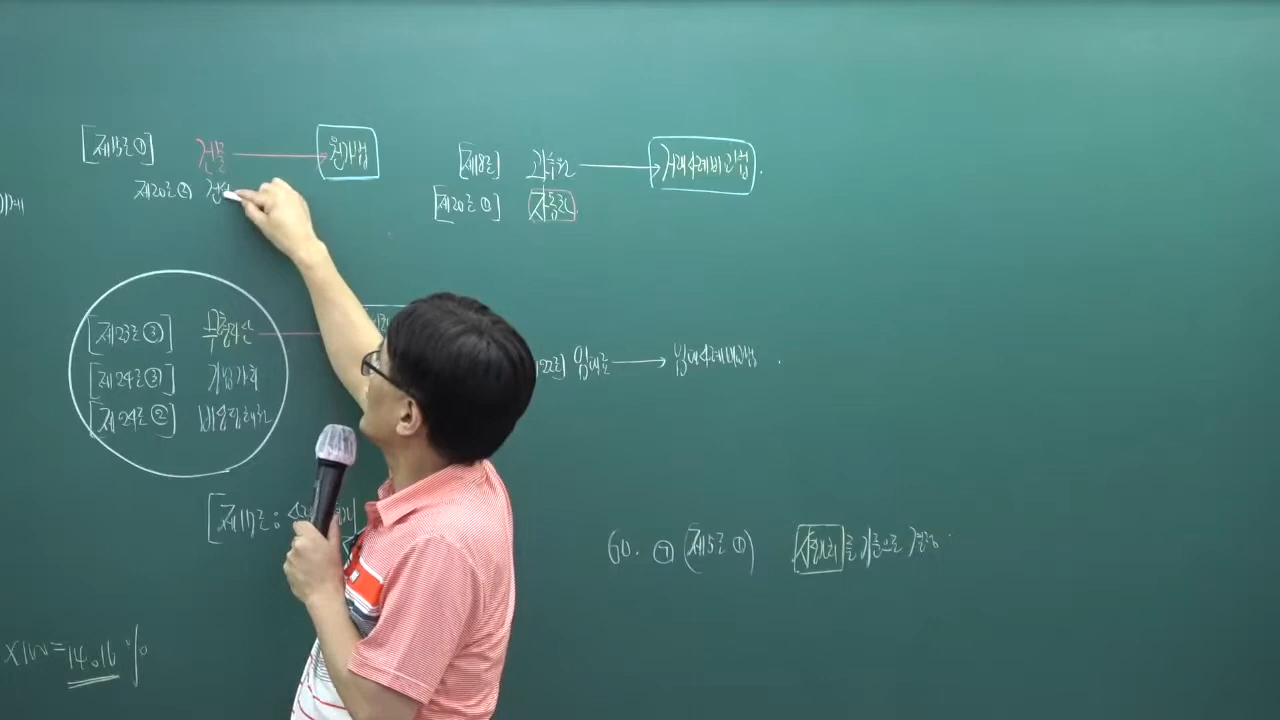 [제15조①] 건물 → 원가법
제20조②
[제18조] 과수원 → 거래사례비교법.
[제20조①] 자동차
[제23조③] 무형자산
[제24조③] 기업가치
[제24조②] 비상장채권
임대료 → 임대사례비교법.
[제17조:
60. ㉠ (제5조①) 시장가치를 기준으로 결정.
=14.16%